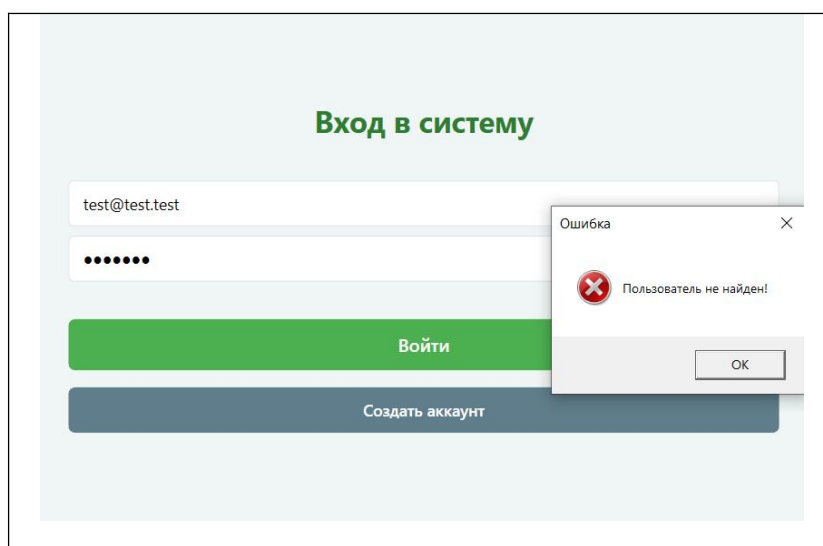 Вход в систему
test@test.test
•••••••
Ошибка
Пользователь не найден!
OK
Войти
Создать аккаунт